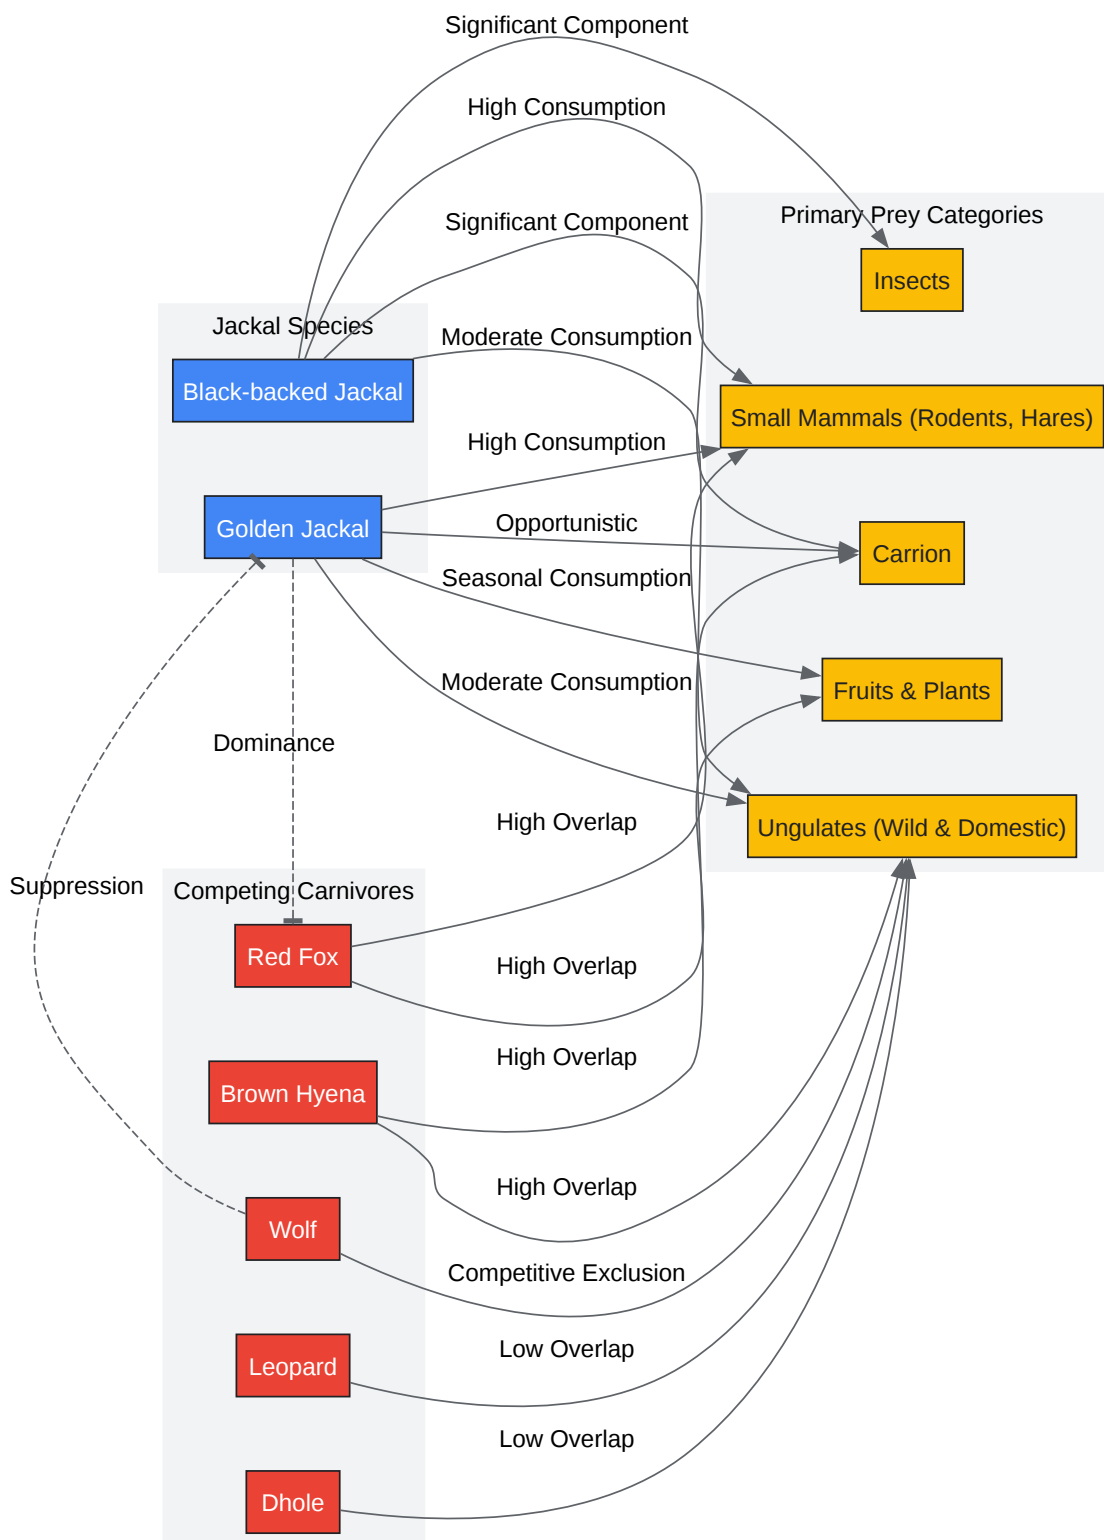 Significant Component
High Consumption
Primary Prey Categories
Significant Component
Insects
Jackal Species
Moderate Consumption
Black-backed Jackal
Small Mammals (Rodents, Hares)
High Consumption
Golden Jackal
Opportunistic
Carrion
Seasonal Consumption
Moderate Consumption
Fruits & Plants
Dominance
High Overlap
Ungulates (Wild & Domestic)
Suppression
Competing Carnivores
Red Fox
High Overlap
High Overlap
Brown Hyena
High Overlap
Wolf
Competitive Exclusion
Low Overlap
Leopard
Low Overlap
Dhole